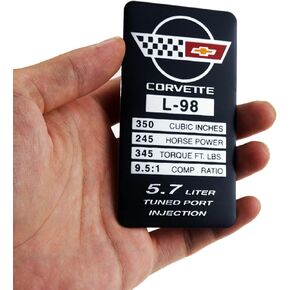 CORVETTE
L-98
350 CUBIC INCHES
245 HORSE POWER
345 TORQUE FT. LBS.
9.5:1 COMP. RATIO
5.7 LITER
TUNED PORT
INJECTION